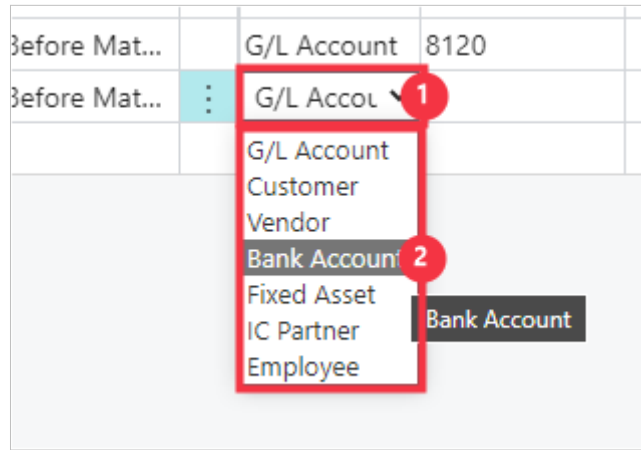 Before Mat... G/L Account 8120
Before Mat... G/L Accou 1
G/L Account
Customer
Vendor
Bank Account 2
Fixed Asset
Bank Account
IC Partner
Employee